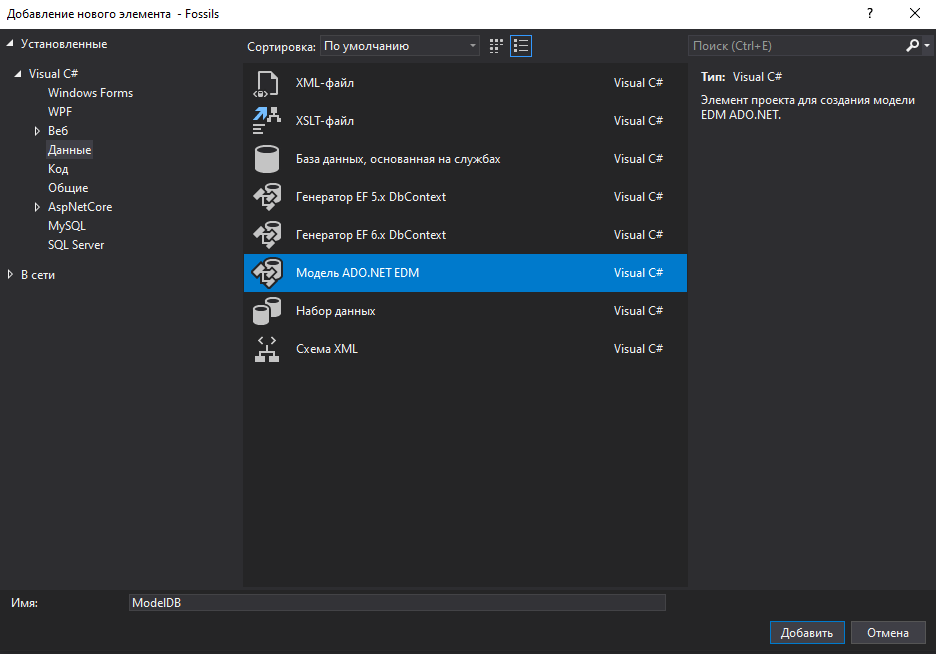 Добавление нового элемента - Fossils
?
Установленные
Visual C#
Windows Forms
WPF
Веб
Данные
Код
Общие
AspNetCore
MySQL
SQL Server
В сети
Сортировка: По умолчанию
XML-файл Visual C#
XSLT-файл Visual C#
База данных, основанная на службах Visual C#
Генератор EF 5.x DbContext Visual C#
Генератор EF 6.x DbContext Visual C#
Модель ADO.NET EDM Visual C#
Набор данных Visual C#
Схема XML Visual C#
Поиск (Ctrl+E)
Тип: Visual C#
Элемент проекта для создания модели
EDM ADO.NET.
Имя: ModelDB
Добавить Отмена